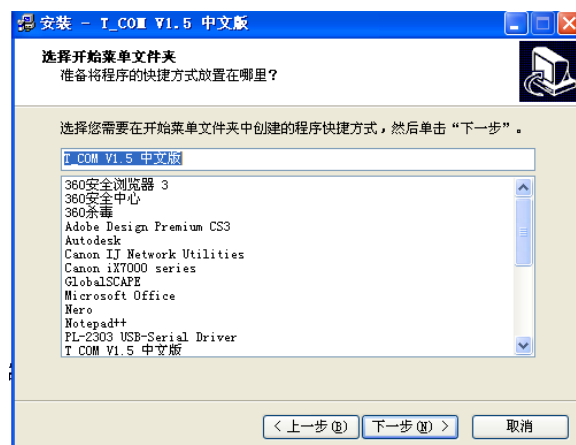 安装 - T_COM V1.5 中文版
选择开始菜单文件夹
准备将程序的快捷方式放置在哪里?
选择您需要在开始菜单文件夹中创建的程序快捷方式，然后单击“下一步”。
T_COM V1.5 中文版
360安全浏览器 3
360安全中心
360杀毒
Adobe Design Premium CS3
Autodesk
Canon IJ Network Utilities
Canon iX7000 series
GlobalSCAPE
Microsoft Office
Nero
Notepad++
PL-2303 USB-Serial Driver
T_COM V1.5 中文版
< 上一步(B) 下一步(N) > 取消